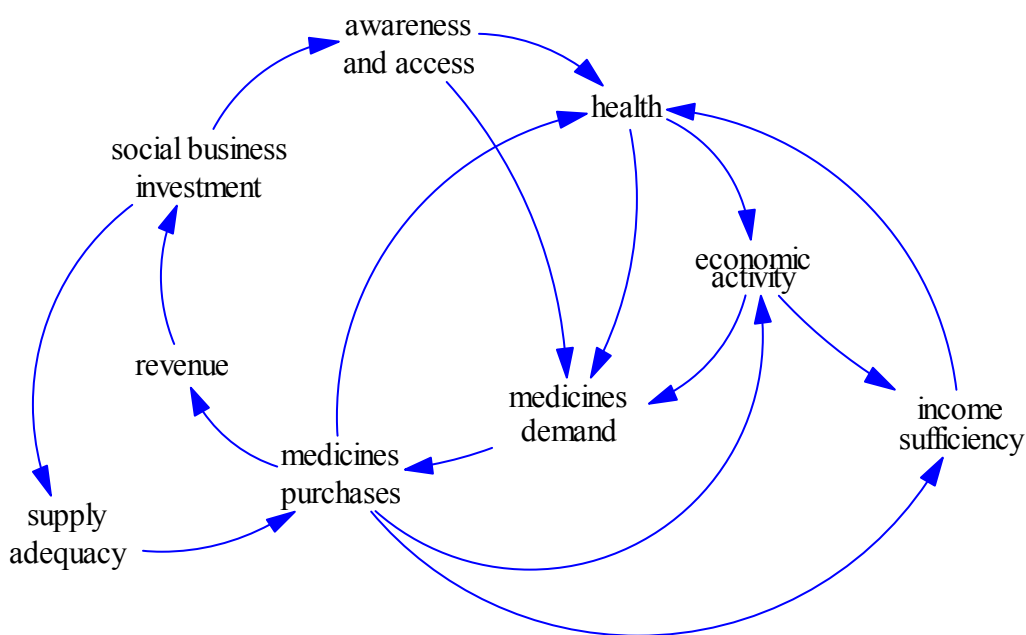 awareness
and access
health
social business
investment
economic
activity
revenue
medicines
demand
income
sufficiency
medicines
purchases
supply
adequacy